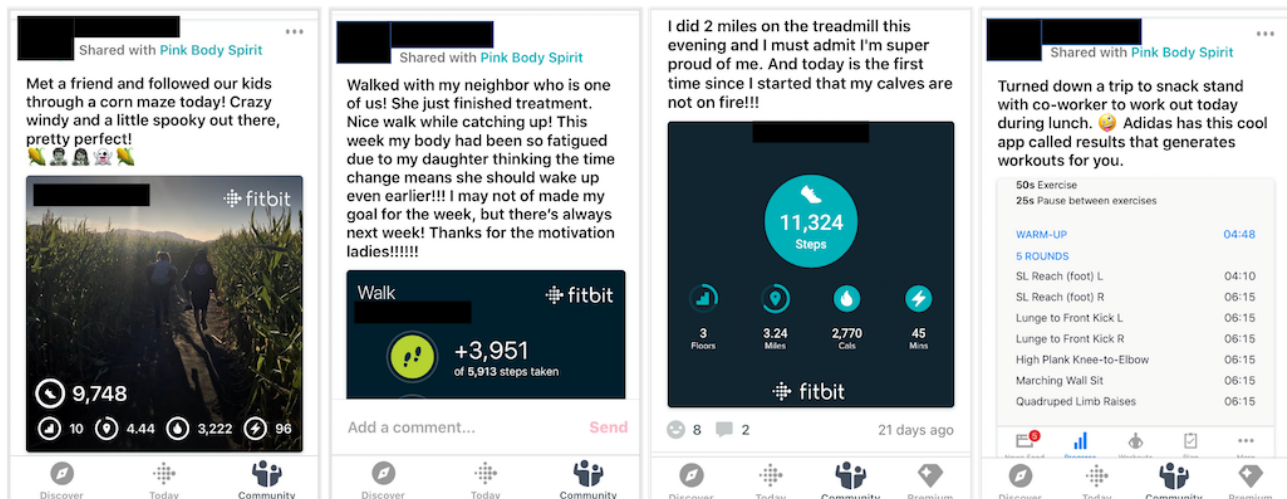 Shared with Pink Body Spirit
Met a friend and followed our kids
through a corn maze today! Crazy
windy and a little spooky out there,
pretty perfect!
🌽🧟‍♂️🧟‍♀️👻🌽
fitbit
9,748
10 4.44 3,222 96
Discover Today Community
Shared with Pink Body Spirit
Walked with my neighbor who is one
of us! She just finished treatment.
Nice walk while catching up! This
week my body had been so fatigued
due to my daughter thinking the time
change means she should wake up
even earlier!!! I may not of made my
goal for the week, but there's always
next week! Thanks for the motivation
ladies!!!!!!
Walk fitbit
+3,951
of 5,913 steps taken
Add a comment... Send
Discover Today Community
I did 2 miles on the treadmill this
evening and I must admit I'm super
proud of me. And today is the first
time since I started that my calves are
not on fire!!!
11,324
Steps
3 3.24 2,770 45
Floors Miles Cals Mins
fitbit
8 2 21 days ago
Discover Today Community Premium
Shared with Pink Body Spirit
Turned down a trip to snack stand
with co-worker to work out today
during lunch. 🤪 Adidas has this cool
app called results that generates
workouts for you.
50s Exercise
25s Pause between exercises
WARM-UP 04:48
5 ROUNDS
SL Reach (foot) L 04:10
SL Reach (foot) R 06:15
Lunge to Front Kick L 06:15
Lunge to Front Kick R 06:15
High Plank Knee-to-Elbow 06:15
Marching Wall Sit 06:15
Quadruped Limb Raises 06:15
5
Discover Today Community Premium